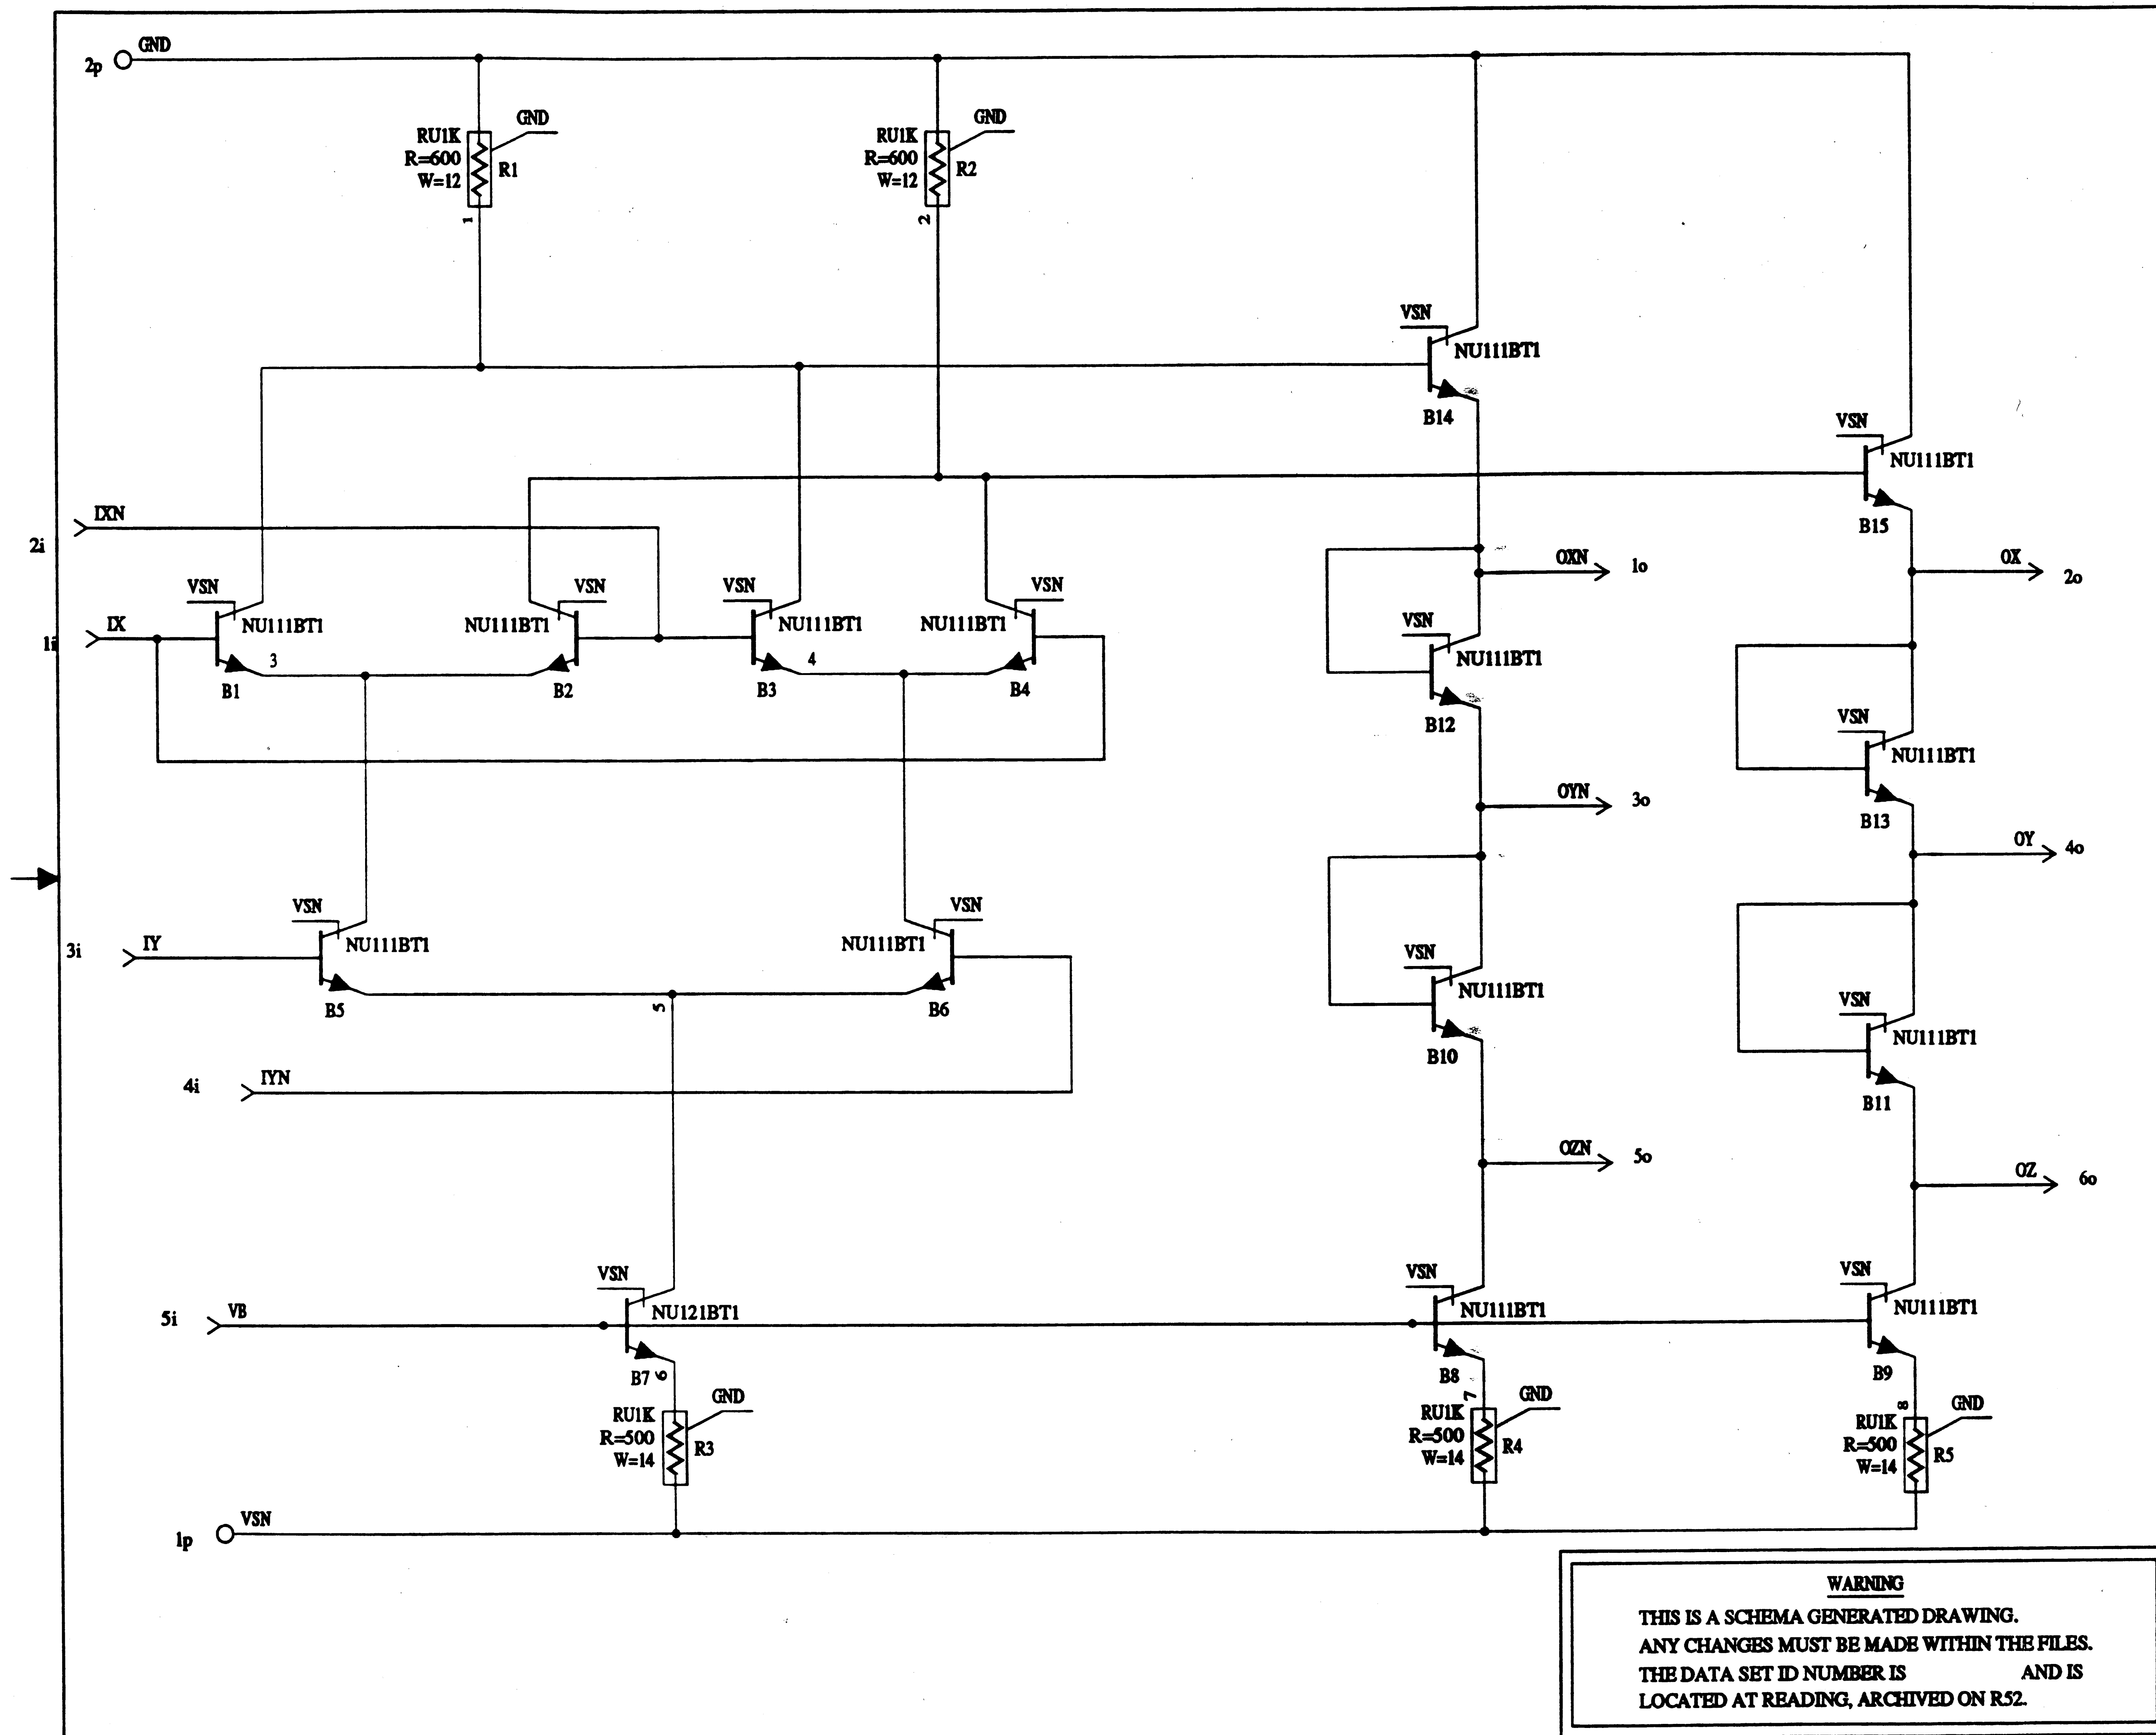 GND
2p
GND
RU1K
R=600
W=12
R1
1
GND
RU1K
R=600
W=12
R2
2
VSN
NU111BT1
B14
VSN
NU111BT1
B15
IXN
2i
OXN
1o
OX
2o
VSN
NU111BT1
B1
3
VSN
NU111BT1
B2
VSN
NU111BT1
B3
4
VSN
NU111BT1
B4
IX
1i
VSN
NU111BT1
B12
VSN
NU111BT1
B13
OYN
3o
OY
4o
VSN
NU111BT1
B5
VSN
NU111BT1
B6
IY
3i
5
VSN
NU111BT1
B10
VSN
NU111BT1
B11
IYN
4i
OZN
5o
OZ
6o
VSN
NU121BT1
B7
6
VSN
NU111BT1
B8
7
VSN
NU111BT1
B9
8
VB
5i
GND
RU1K
R=500
W=14
R3
GND
RU1K
R=500
W=14
R4
GND
RU1K
R=500
W=14
R5
VSN
1p
WARNING
THIS IS A SCHEMA GENERATED DRAWING.
ANY CHANGES MUST BE MADE WITHIN THE FILES.
THE DATA SET ID NUMBER IS AND IS
LOCATED AT READING, ARCHIVED ON R52.